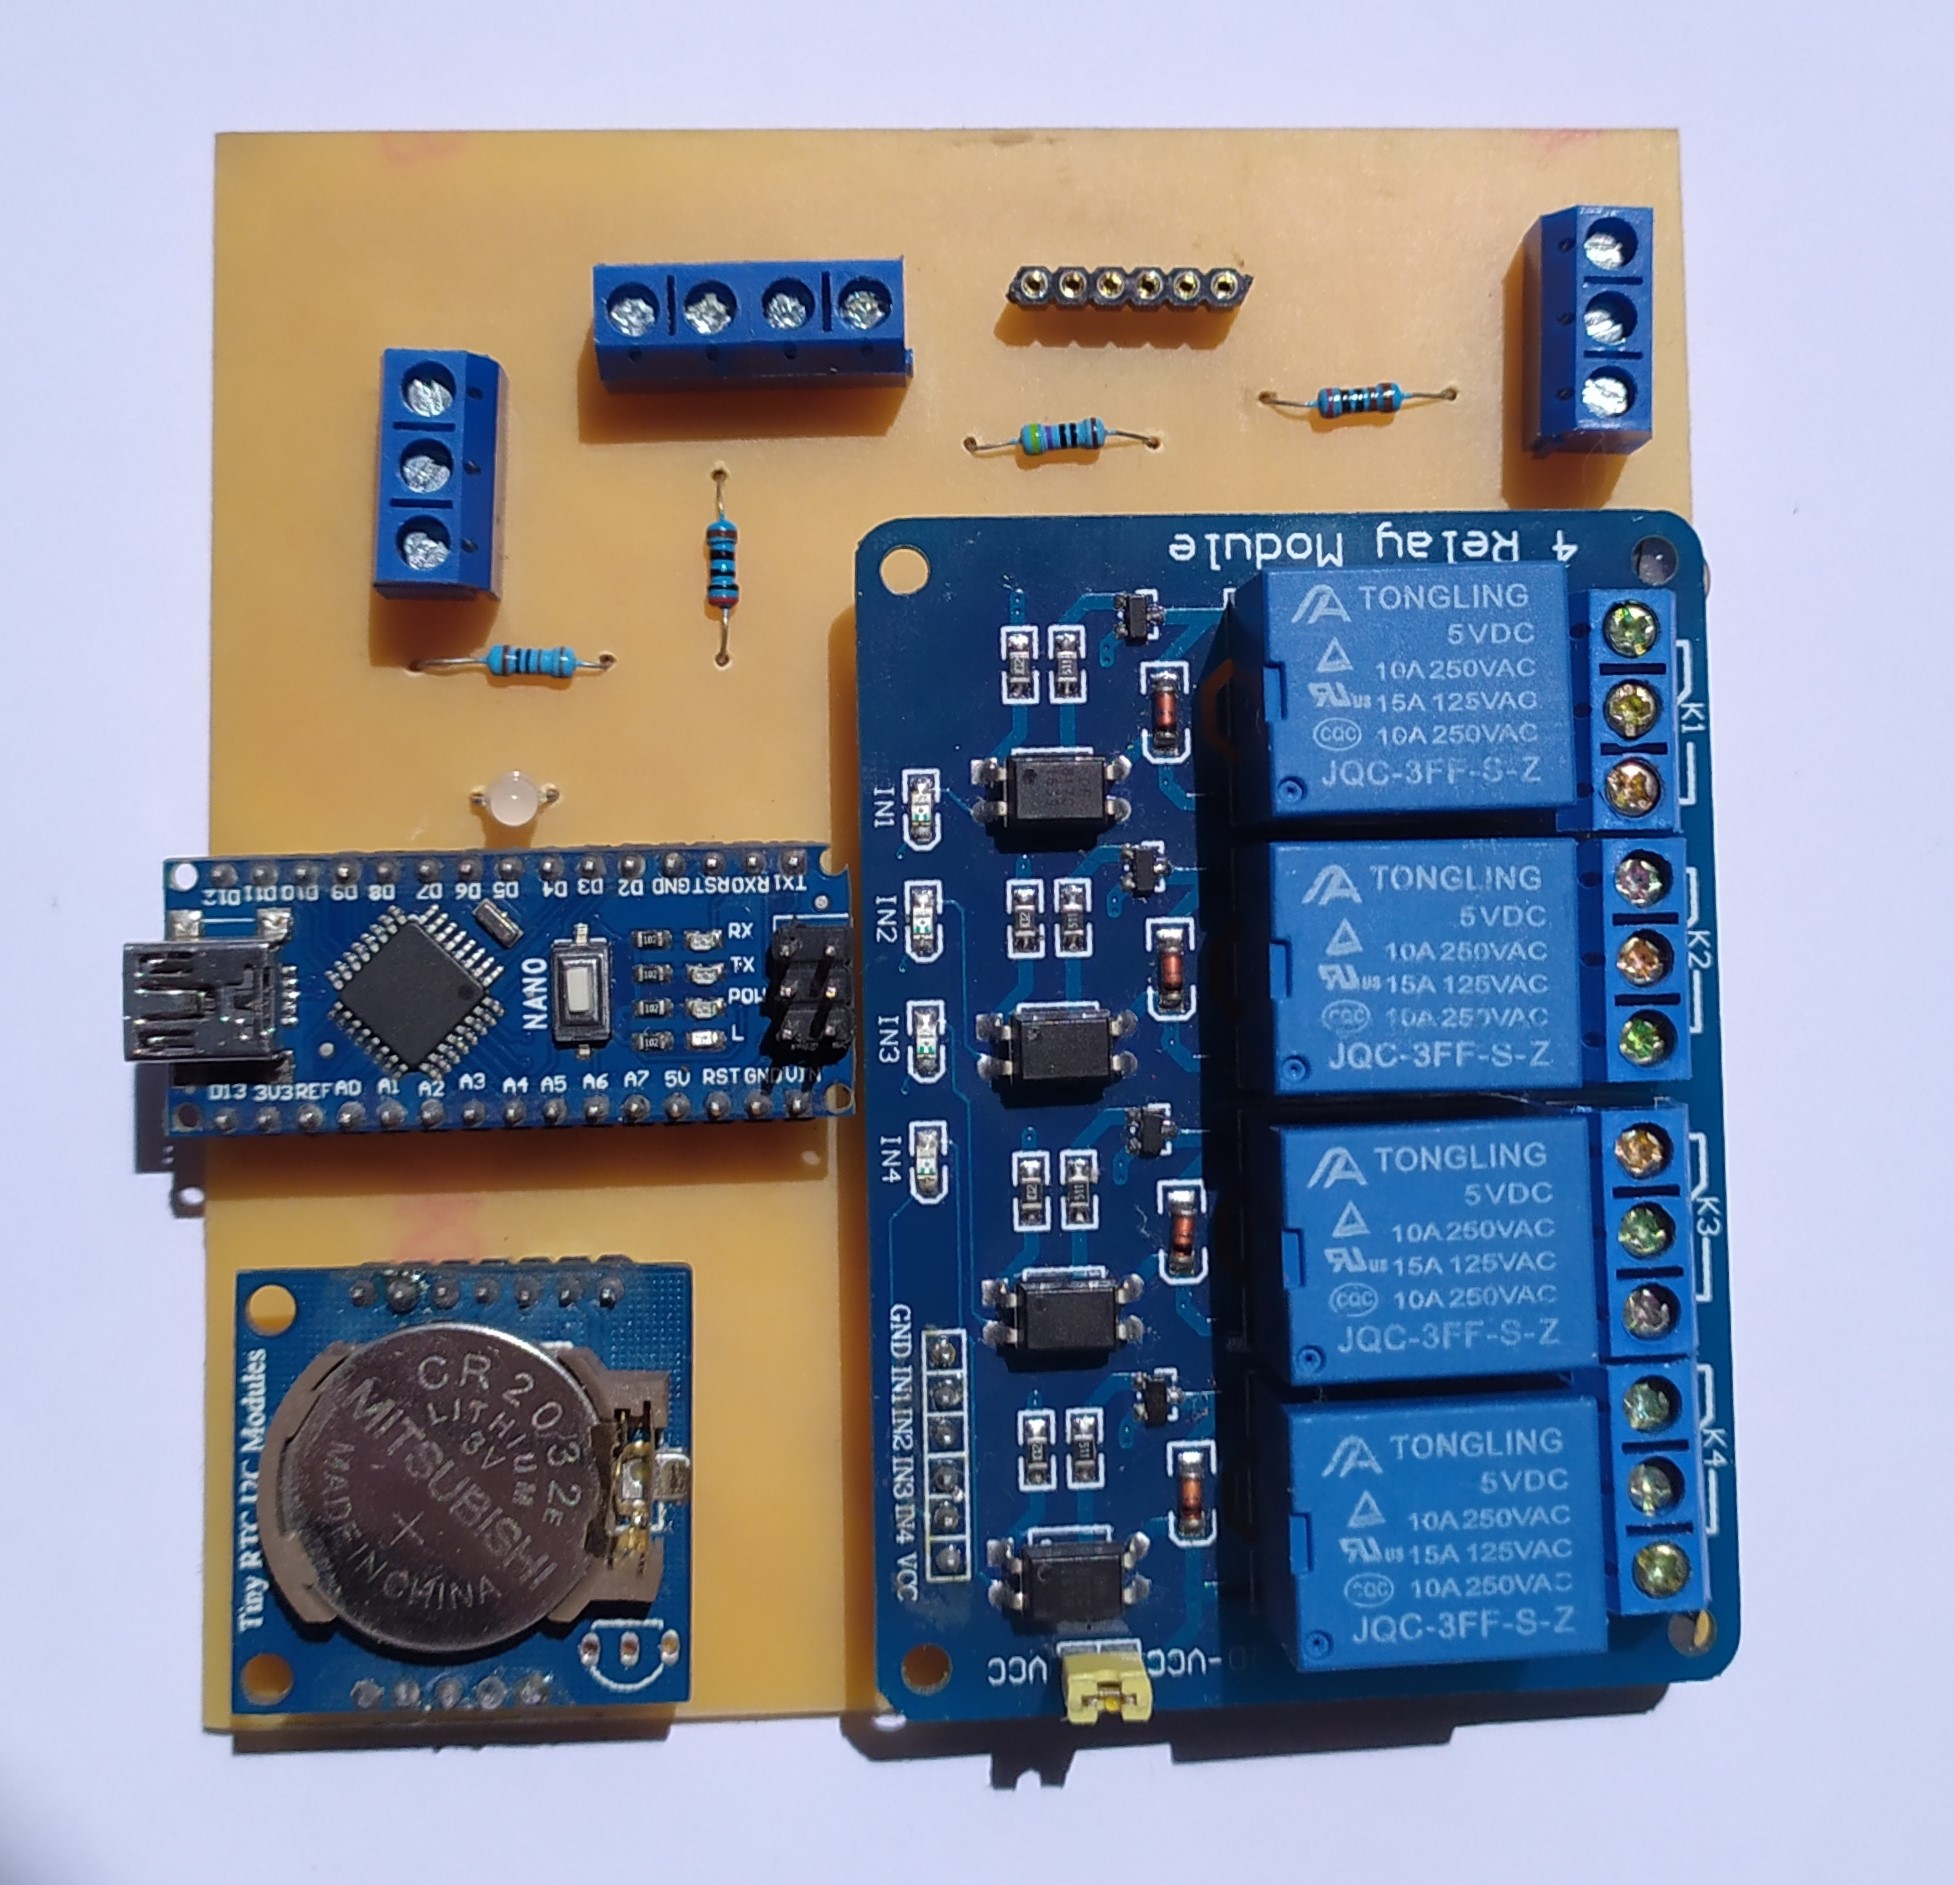 4 Relay Module
TONGLING
5VDC
10A 250VAC
15A 125VAC
10A 250VAC
JQC-3FF-S-Z
K1
IN1
TONGLING
5VDC
10A 250VAC
15A 125VAC
10A 250VAC
JQC-3FF-S-Z
K2
IN2
TONGLING
5VDC
10A 250VAC
15A 125VAC
10A 250VAC
JQC-3FF-S-Z
K3
IN3
TONGLING
5VDC
10A 250VAC
15A 125VAC
10A 250VAC
JQC-3FF-S-Z
K4
IN4
GND IN1 IN2 IN3 IN4 VCC
VCC
D12 D11 D10 D9 D8 D7 D6 D5 D4 D3 D2 GND RST RX0 TX1
RX
TX
POW
L
NANO
102
102
102
102
D13 3V3 REF A0 A1 A2 A3 A4 A5 A6 A7 5V RST GND VIN
Tiny RTC I2C Modules
CR2032E
LITHIUM
3V
MITSUBISHI
+
MADE IN CHINA